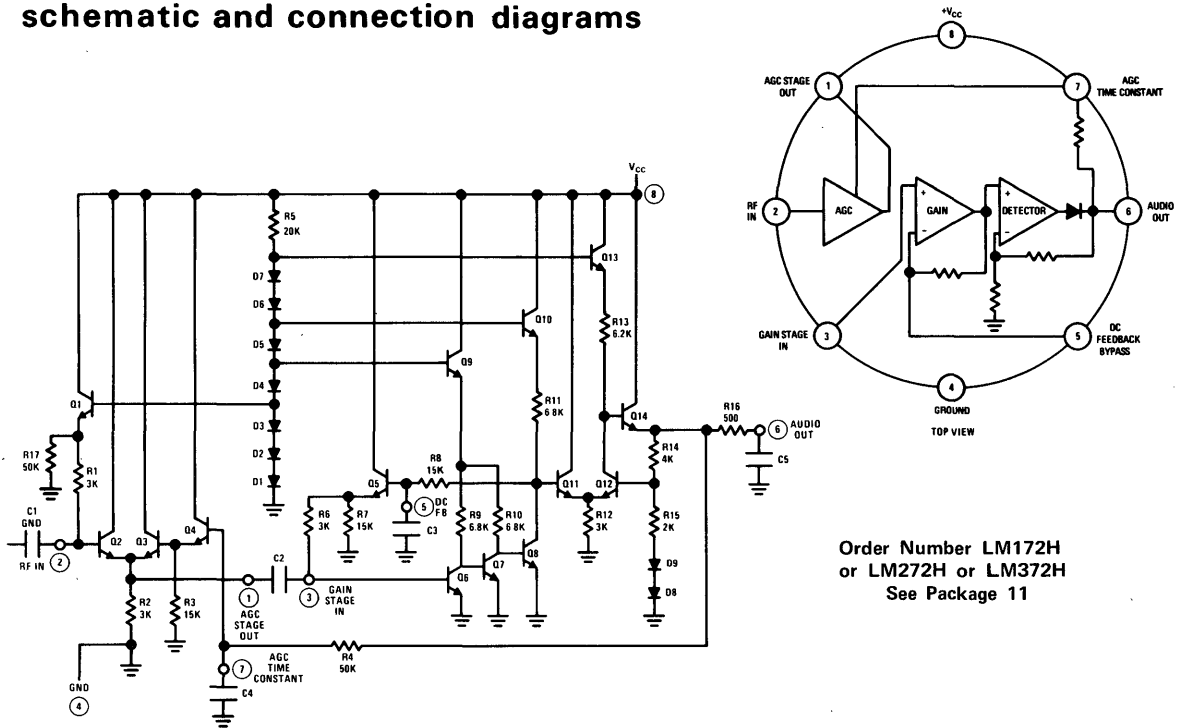 schematic and connection diagrams
+VCC
8
AGC STAGE
OUT
1
7
AGC
TIME CONSTANT
RF
IN
2
AGC
GAIN
+
−
DETECTOR
+
−
6
AUDIO
OUT
GAIN STAGE
IN
3
5
DC
FEEDBACK
BYPASS
4
GROUND
TOP VIEW
VCC
8
R5
20K
D7
D6
D5
D4
D3
D2
D1
Q13
Q10
Q9
R13
6.2K
Q1
R17
50K
R1
3K
R11
6.8K
Q14
R16
500
6
AUDIO
OUT
C5
R14
4K
C1
GND
RF IN
2
Q2
Q3
Q4
Q5
R8
15K
5
DC
FB
C3
R6
3K
R7
15K
R9
6.8K
R10
6.8K
Q11
Q12
R12
3K
R15
2K
D9
D8
C2
Q6
Q7
Q8
R2
3K
R3
15K
1
AGC
STAGE
OUT
3
GAIN
STAGE
IN
GND
4
7
AGC
TIME
CONSTANT
C4
R4
50K
Order Number LM172H
or LM272H or LM372H
See Package 11